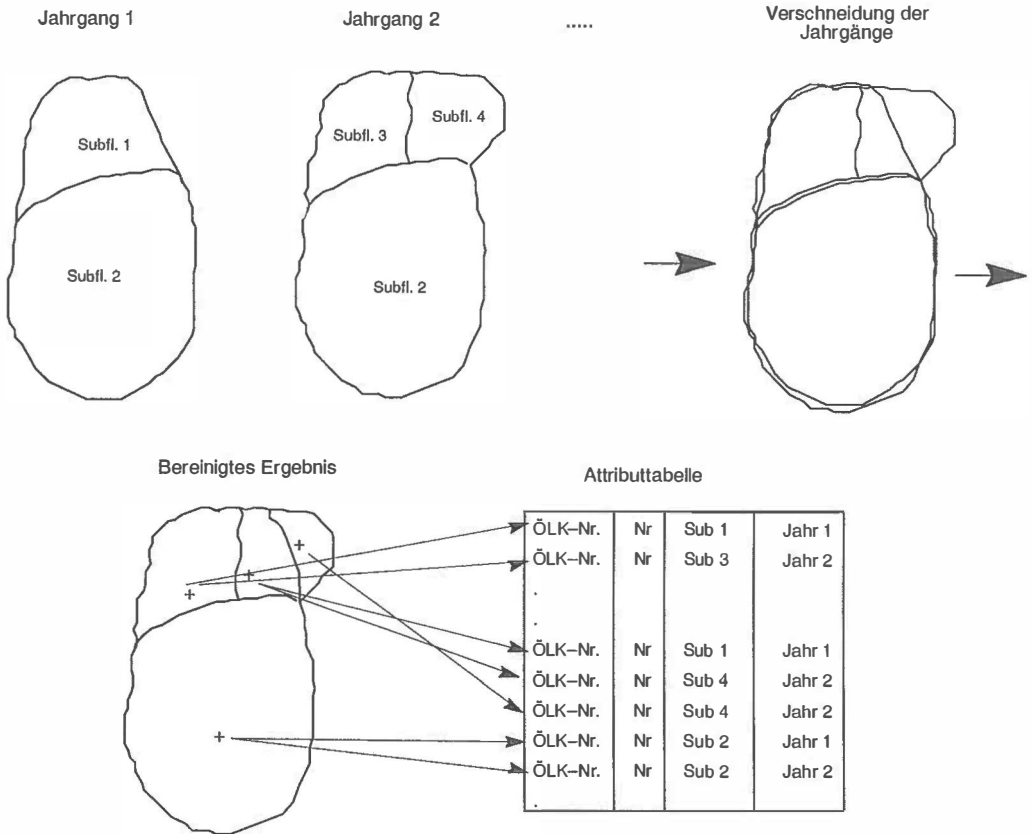 Jahrgang 1
Jahrgang 2
.....
Verschneidung der
Jahrgänge
Subfl. 1
Subfl. 2
Subfl. 3
Subfl. 4
Subfl. 2
Bereinigtes Ergebnis
Attributtabelle
ÖLK–Nr. Nr Sub 1 Jahr 1
ÖLK–Nr. Nr Sub 3 Jahr 2
.
.
ÖLK–Nr. Nr Sub 1 Jahr 1
ÖLK–Nr. Nr Sub 4 Jahr 2
ÖLK–Nr. Nr Sub 4 Jahr 2
ÖLK–Nr. Nr Sub 2 Jahr 1
ÖLK–Nr. Nr Sub 2 Jahr 2
.